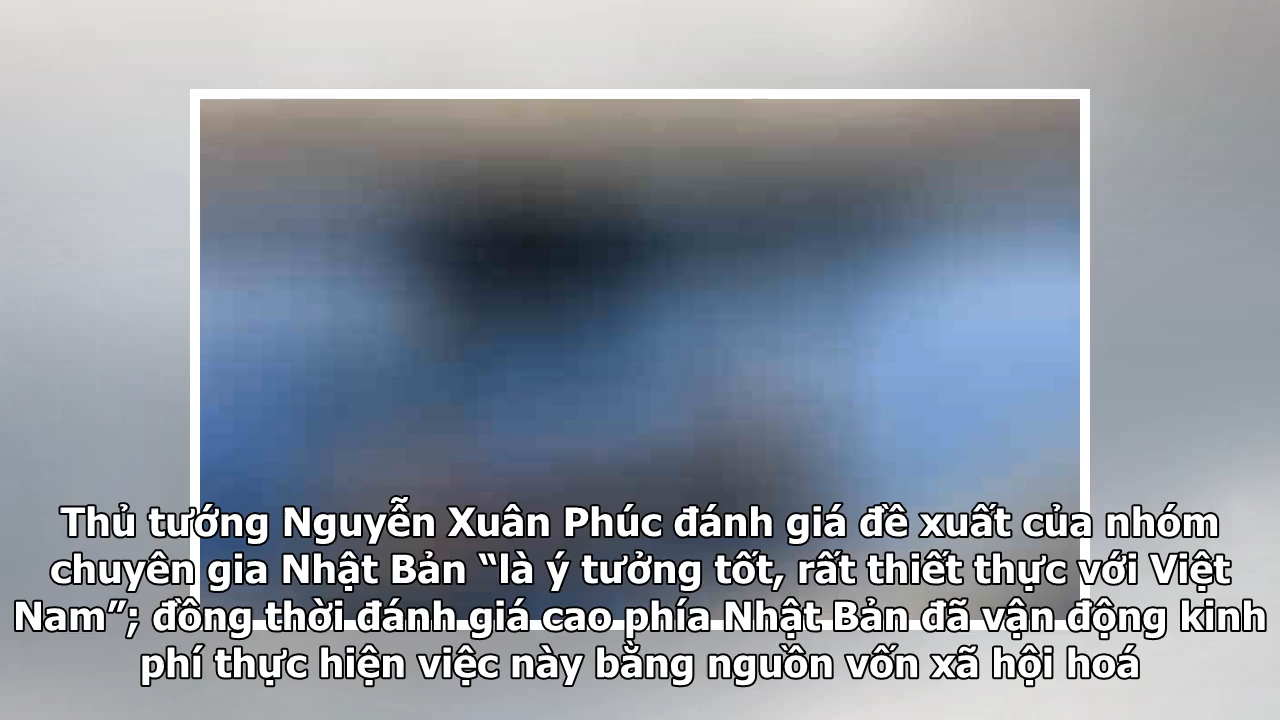 Thủ tướng Nguyễn Xuân Phúc đánh giá đề xuất của nhóm
chuyên gia Nhật Bản “là ý tưởng tốt, rất thiết thực với Việt
Nam”; đồng thời đánh giá cao phía Nhật Bản đã vận động kinh
phí thực hiện việc này bằng nguồn vốn xã hội hoá